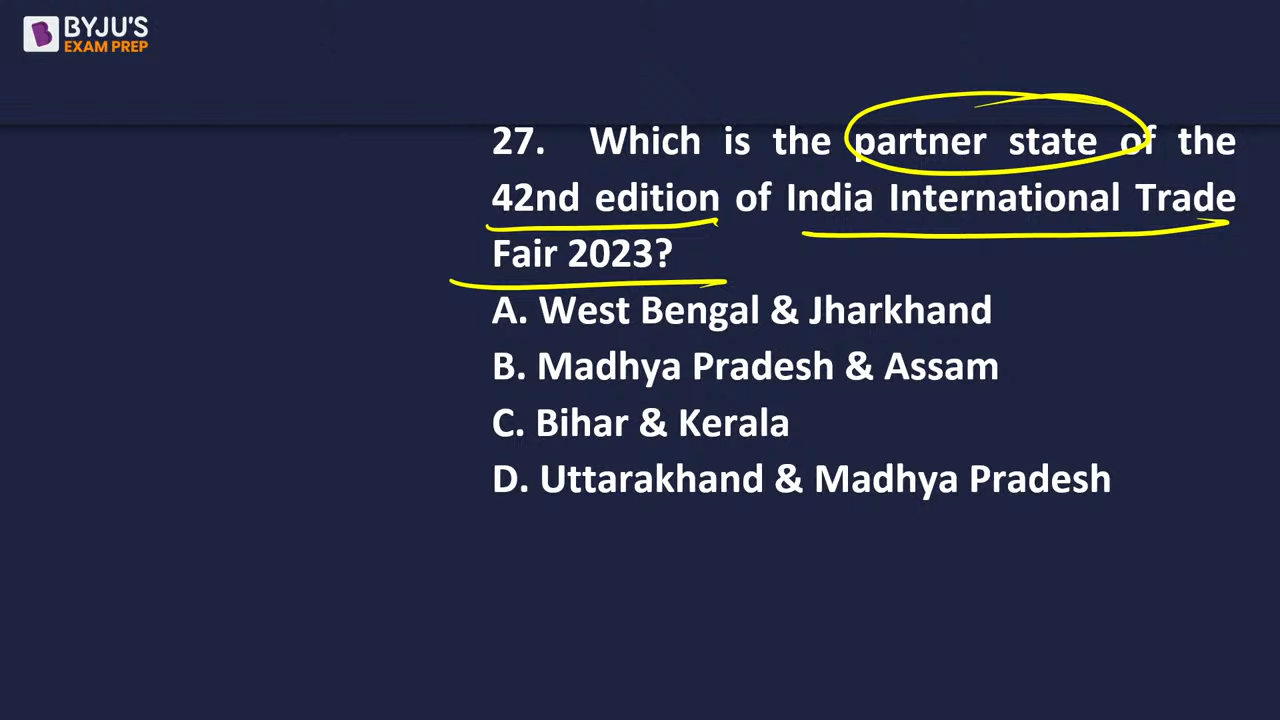 BYJU'S
EXAM PREP
27. Which is the partner state of the
42nd edition of India International Trade
Fair 2023?
A. West Bengal & Jharkhand
B. Madhya Pradesh & Assam
C. Bihar & Kerala
D. Uttarakhand & Madhya Pradesh